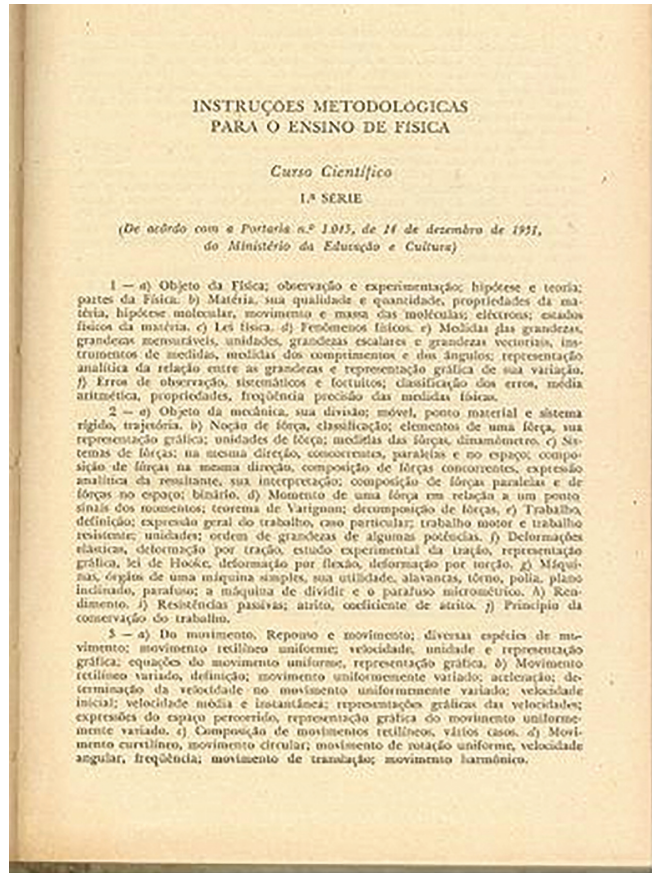 INSTRUÇÕES METODOLÓGICAS
PARA O ENSINO DE FÍSICA
Curso Científico
1.ª SÉRIE
(De acôrdo com a Portaria n.º 1.045, de 14 de dezembro de 1951,
do Ministério da Educação e Cultura)
1 — a) Objeto da Física; observação e experimentação; hipótese e teoria;
partes da Física. b) Matéria, sua qualidade e quantidade, propriedades da ma-
téria, hipótese molecular, movimento e massa das moléculas; eléctrons; estados
físicos da matéria. c) Lei física. d) Fenômenos físicos. e) Medidas das grandezas,
grandezas mensuráveis, unidades, grandezas escalares e grandezas vectoriais, ins-
trumentos de medidas, medidas dos comprimentos e dos ângulos; representação
analítica da relação entre as grandezas e representação gráfica de sua variação.
f) Erros de observação, sistemáticos e fortuitos; classificação dos erros, média
aritmética, propriedades, freqüência precisão das medidas físicas.
2 — a) Objeto da mecânica, sua divisão; móvel, ponto material e sistema
rígido, trajetória. b) Noção de fôrça, classificação; elementos de uma fôrça, sua
representação gráfica; unidades de fôrça; medidas das fôrças, dinamômetro. c) Sis-
temas de fôrças; na mesma direção, concorrentes, paralelas e no espaço; compo-
sição de fôrças na mesma direção, composição de fôrças concorrentes, expressão
analítica da resultante, sua interpretação; composição de fôrças paralelas e de
fôrças no espaço; binário. d) Momento de uma fôrça em relação a um ponto
sinais dos momentos; teorema de Varignon; decomposição de fôrças. e) Trabalho,
definição; expressão geral do trabalho, caso particular; trabalho motor e trabalho
resistente; unidades; ordem de grandezas de algumas potências. f) Deformações
elásticas, deformação por tração, estudo experimental da tração, representação
gráfica, lei de Hooke, deformação por flexão, deformação por torção. g) Máqui-
nas, órgãos de uma máquina simples, sua utilidade, alavancas, tôrno, polia, plano
inclinado, parafuso; a máquina de dividir e o parafuso micrométrico. h) Ren-
dimento. i) Resistências passivas; atrito, coeficiente de atrito. j) Princípio da
conservação do trabalho.
3 — a) Do movimento. Repouso e movimento; diversas espécies de mo-
vimento; movimento retilíneo uniforme; velocidade, unidade e representação
gráfica; equações do movimento uniforme, representação gráfica. b) Movimento
retilíneo variado, definição; movimento uniformemente variado; aceleração; de-
terminação da velocidade no movimento uniformemente variado; velocidade
inicial; velocidade média e instantânea; representações gráficas das velocidades;
expressões do espaço percorrido, representação gráfica do movimento uniforme-
mente variado. c) Composição de movimentos retilíneos, vários casos. d) Movi-
mento curvilíneo, movimento circular; movimento de rotação uniforme, velocidade
angular, freqüência; movimento de translação; movimento harmônico.